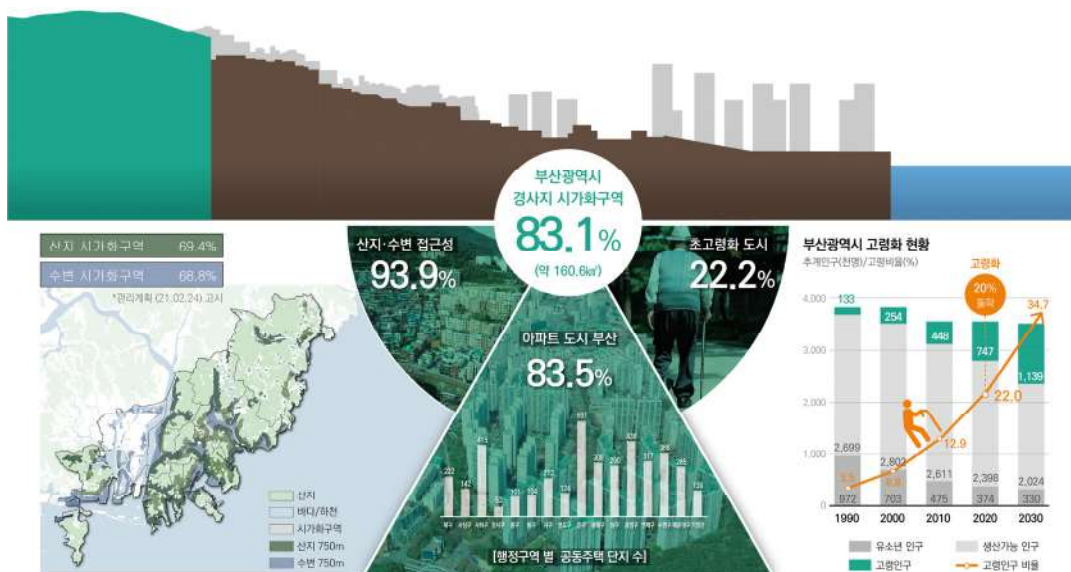 부산광역시
경사지 시가화구역
83.1%
(약 160.6㎢)
산지 시가화구역 69.4%
수변 시가화구역 68.8%
*관리계획 (21.02.24) 고시
산지
바다/하천
시가화구역
산지 750m
수변 750m
산지·수변 접근성
93.9%
초고령화 도시
22.2%
아파트 도시 부산
83.5%
222
142
415
[행정구역 별 공동주택 단지 수]
부산광역시 고령화 현황
추계인구(천명)/고령비율(%)
고령화
20%
돌파
4,000
3,000
2,000
1,000
0
133
254
448
747
1,139
34.7
22.0
12.9
2,699
2,802
2,611
2,398
2,024
972
703
475
374
330
1990
2000
2010
2020
2030
유소년 인구
생산가능 인구
고령인구
고령인구 비율